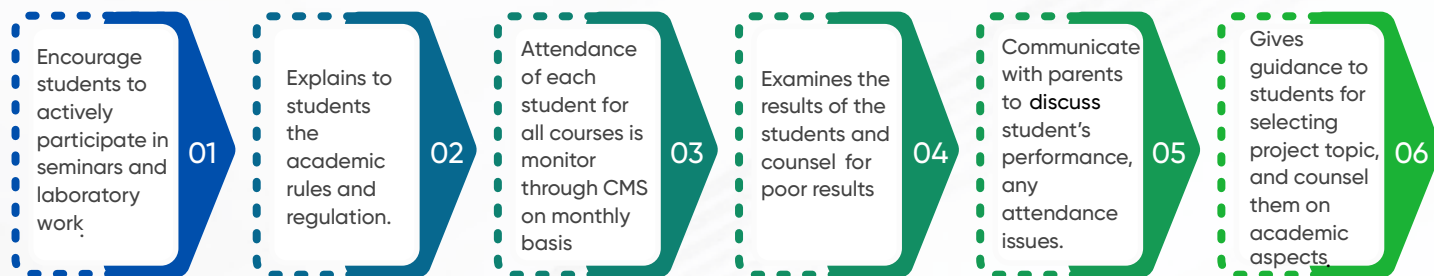 Encourage
students to
actively
participate in
seminars and
laboratory
work.
01
Explains to
students
the
academic
rules and
regulation.
02
Attendance
of each
student for
all courses is
monitor
through CMS
on monthly
basis
03
Examines the
results of the
students and
counsel for
poor results
04
Communicate
with parents
to discuss
student's
performance,
any
attendance
issues.
05
Gives
guidance to
students for
selecting
project topic,
and counsel
them on
academic
aspects.
06